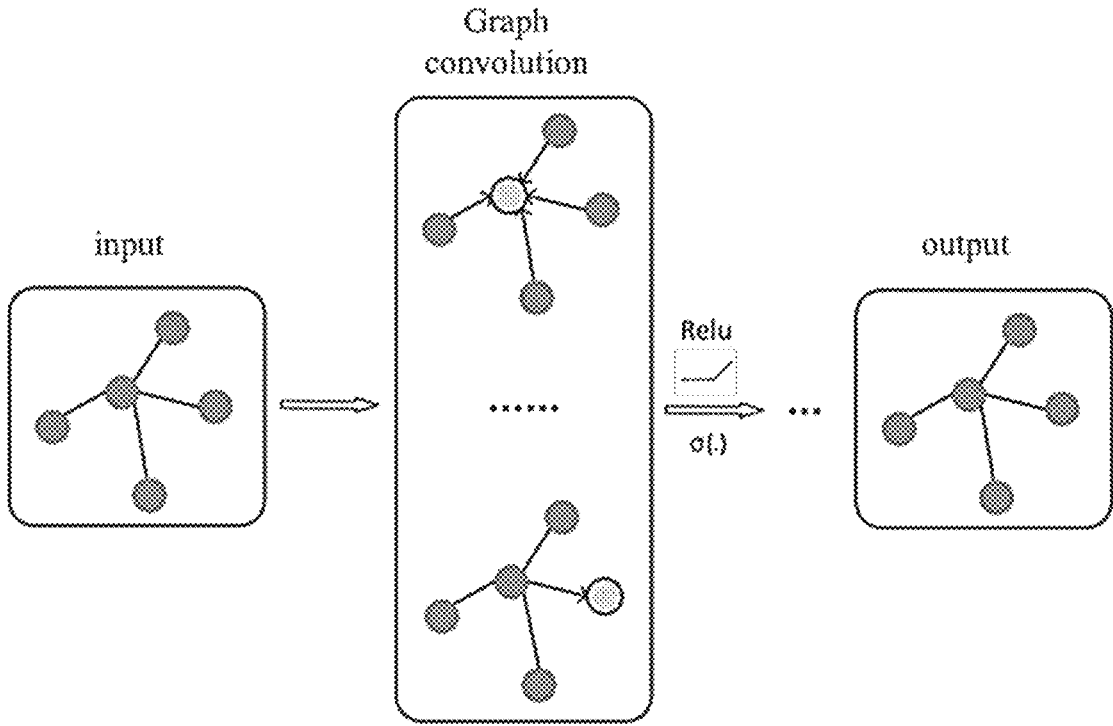 Graph
convolution
input
output
Relu
......
...
σ(.)